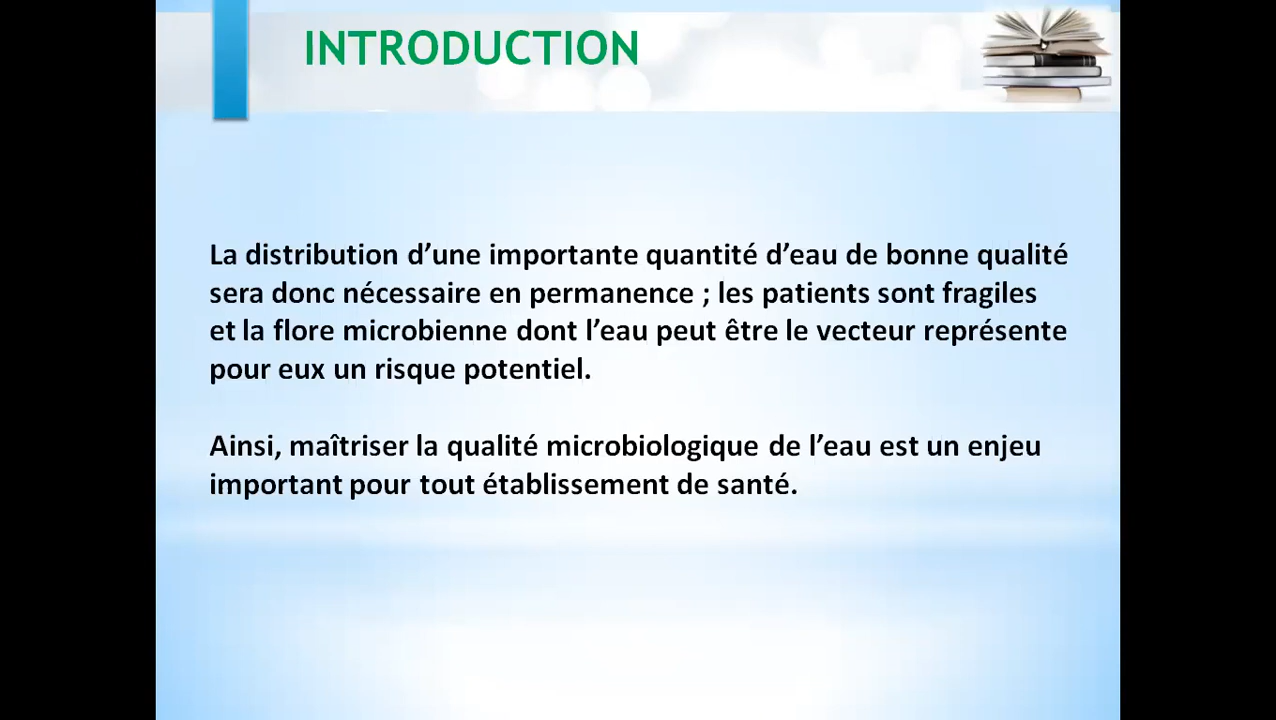 INTRODUCTION
La distribution d’une importante quantité d’eau de bonne qualité
sera donc nécessaire en permanence ; les patients sont fragiles
et la flore microbienne dont l’eau peut être le vecteur représente
pour eux un risque potentiel.
Ainsi, maîtriser la qualité microbiologique de l’eau est un enjeu
important pour tout établissement de santé.